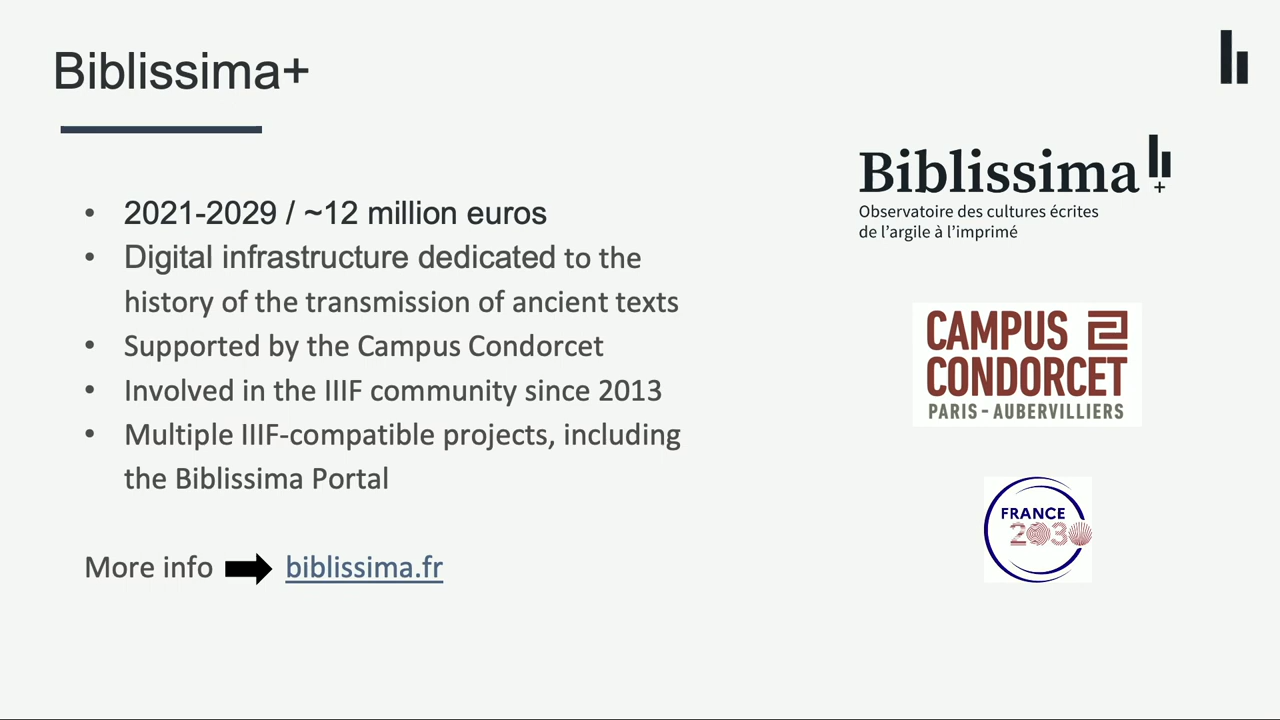 Biblissima+
• 2021-2029 / ~12 million euros
• Digital infrastructure dedicated to the
history of the transmission of ancient texts
• Supported by the Campus Condorcet
• Involved in the IIIF community since 2013
• Multiple IIIF-compatible projects, including
the Biblissima Portal
More info biblissima.fr
Biblissima+
Observatoire des cultures écrites
de l’argile à l’imprimé
CAMPUS
CONDORCET
PARIS - AUBERVILLIERS
FRANCE
2030